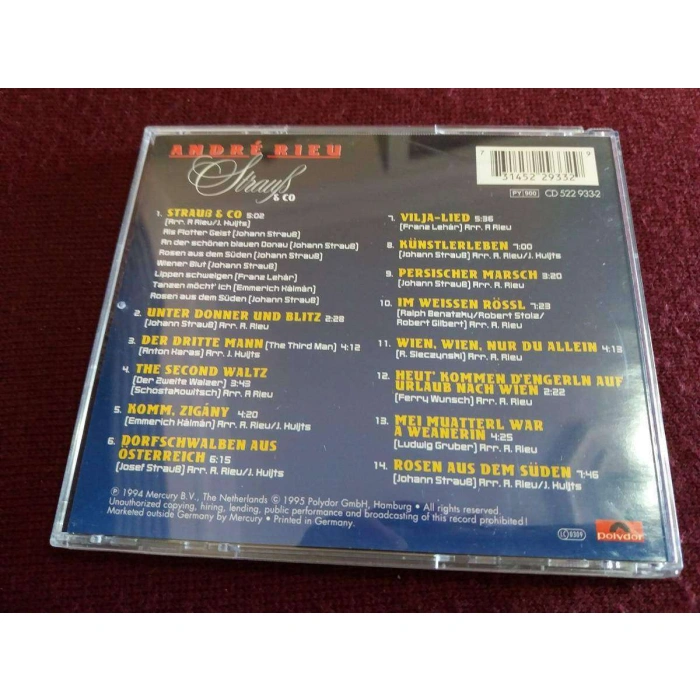 ANDRÉ RIEU
Strauß
& CO
7 31452 29332 9
PY 900 CD 522 933-2
1. STRAUß & CO 5:02
(Arr. A Rieu/J. Huijts)
Als Flotter Geist (Johann Strauß)
An der schönen blauen Donau (Johann Strauß)
Rosen aus dem Süden (Johann Strauß)
Wiener Blut (Johann Strauß)
Lippen schweigen (Franz Lehár)
Tanzen möcht' ich (Emmerich Kálmán)
Rosen aus dem Süden (Johann Strauß)
2. UNTER DONNER UND BLITZ 2:28
(Johann Strauß) Arr. A. Rieu
3. DER DRITTE MANN (The Third Man) 4:12
(Anton Karas) Arr. J. Huijts
4. THE SECOND WALTZ
(Der Zweite Walzer) 3:43
(Schostakowitsch) Arr. A Rieu
5. KOMM, ZIGÁNY 4:20
(Emmerich Kálmán) Arr. A. Rieu/J. Huijts
6. DORFSCHWALBEN AUS
ÖSTERREICH 6:15
(Josef Strauß) Arr. A. Rieu/J. Huijts
7. VILJA-LIED 5:36
(Franz Lehár) Arr. A. Rieu/J. Huijts
8. KÜNSTLERLEBEN 7:00
(Johann Strauß) Arr. A. Rieu/J. Huijts
9. PERSISCHER MARSCH 3:20
(Johann Strauß) Arr. A. Rieu
10. IM WEISSEN RÖSSL 7:23
(Ralph Benatzky/Robert Stolz/
Robert Gilbert) Arr. A. Rieu
11. WIEN, WIEN, NUR DU ALLEIN 4:13
(R. Sieczynski) Arr. A. Rieu
12. HEUT' KOMMEN D'ENGERLN AUF
URLAUB NACH WIEN 2:22
(Ferry Wunsch) Arr. A. Rieu
13. MEI MUATTERL WAR
A WEANERIN 4:25
(Ludwig Gruber) Arr. A. Rieu
14. ROSEN AUS DEM SÜDEN 7:46
(Johann Strauß) Arr. A. Rieu/J. Huijts
℗ 1994 Mercury B.V., The Netherlands © 1995 Polydor GmbH, Hamburg • All rights reserved.
Unauthorized copying, hiring, lending, public performance and broadcasting of this record prohibited!
Marketed outside Germany by Mercury • Printed in Germany.
LC 0309
polydor